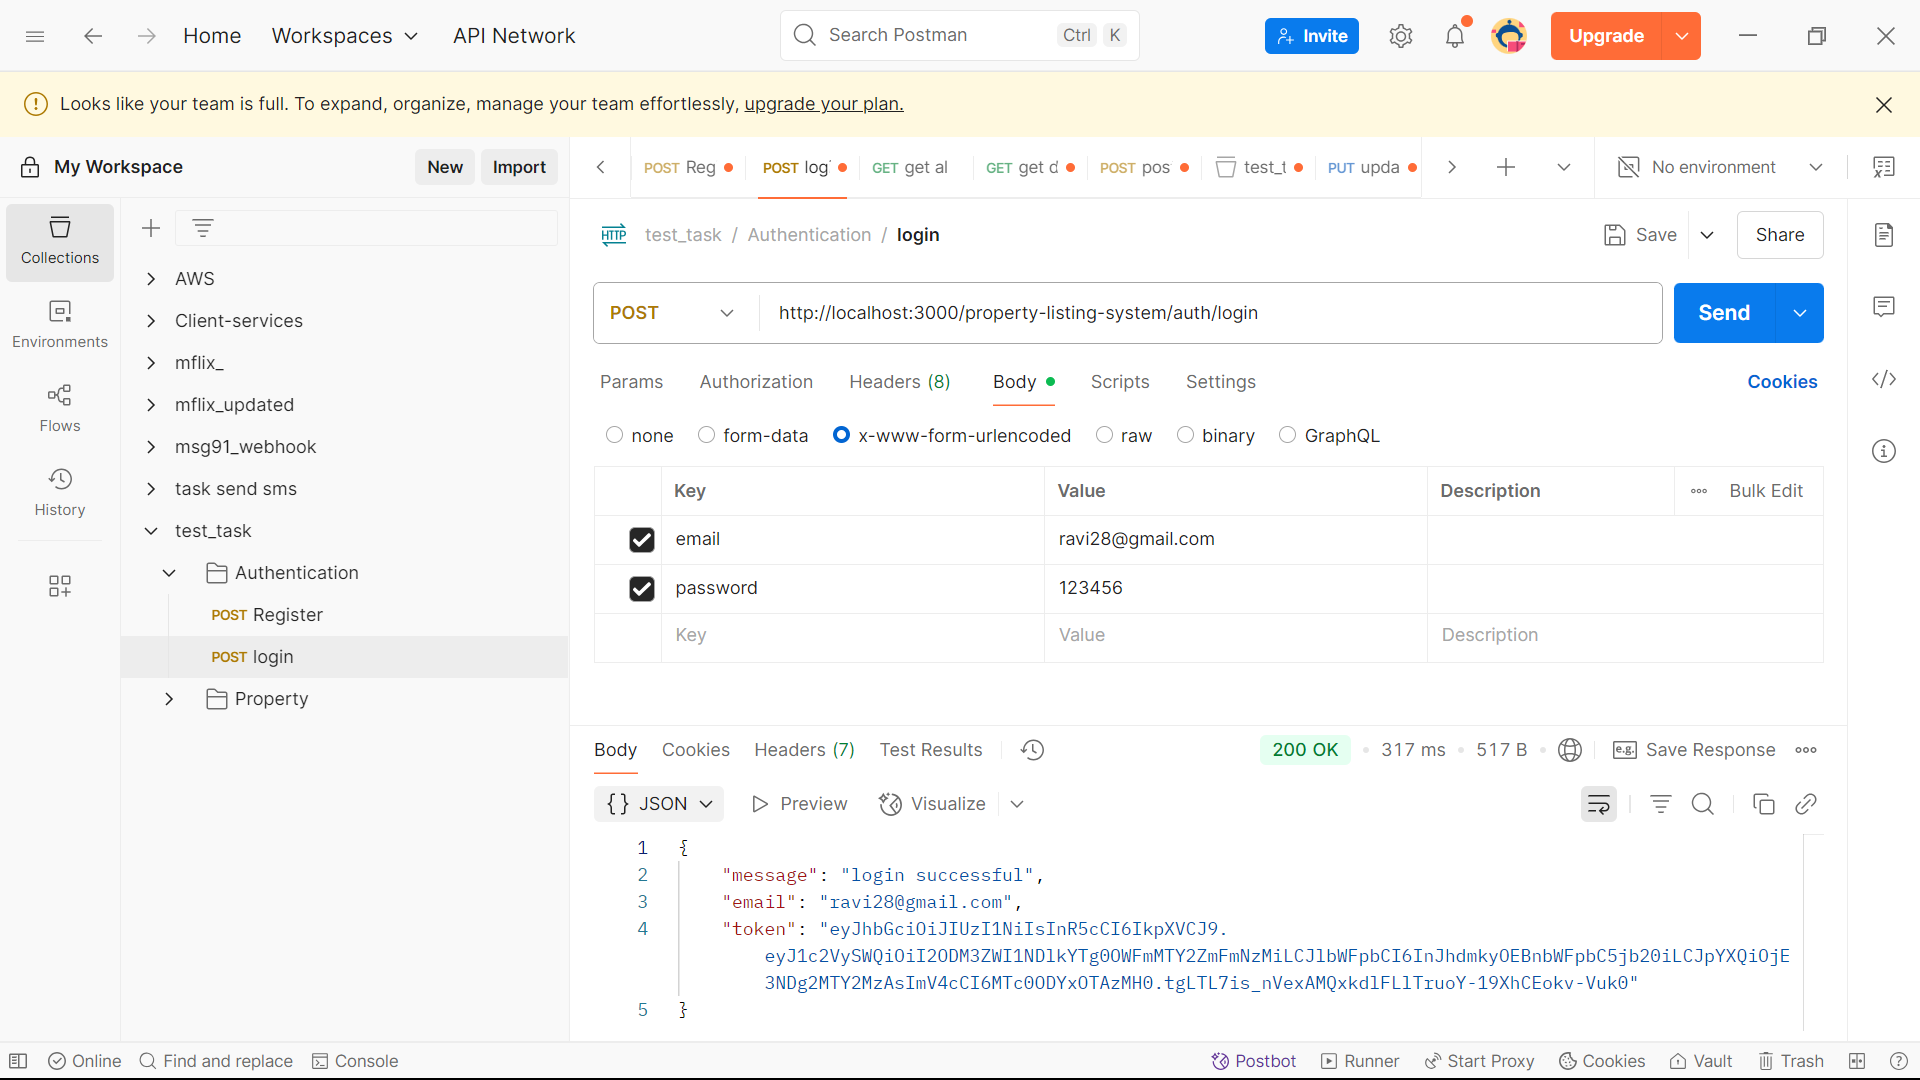 Home
Workspaces
API Network
Search Postman
Ctrl
K
Invite
Upgrade
Looks like your team is full. To expand, organize, manage your team effortlessly, upgrade your plan.
My Workspace
New
Import
POST Reg
POST log
GET get al
GET get d
POST pos
test_t
PUT upda
No environment
Collections
Environments
Flows
History
AWS
Client-services
mflix_
mflix_updated
msg91_webhook
task send sms
test_task
Authentication
POST Register
POST login
Property
HTTP test_task / Authentication / login
Save
Share
POST
http://localhost:3000/property-listing-system/auth/login
Send
Params
Authorization
Headers (8)
Body
Scripts
Settings
Cookies
none
form-data
x-www-form-urlencoded
raw
binary
GraphQL
Key
Value
Description
Bulk Edit
email
ravi28@gmail.com
password
123456
Key
Value
Description
Body
Cookies
Headers (7)
Test Results
200 OK
317 ms
517 B
e.g. Save Response
{} JSON
Preview
Visualize
1 {
2 "message": "login successful",
3 "email": "ravi28@gmail.com",
4 "token": "eyJhbGciOiJIUzI1NiIsInR5cCI6IkpXVCJ9.
eyJ1c2VySWQiOiI2ODM3ZWI1NDlkYTg0OWFmMTY2ZmFmNzMiLCJlbWFpbCI6InJhdmkyOEBnbWFpbC5jb20iLCJpYXQiOjE
3NDg2MTY2MzAsImV4cCI6MTc0ODYxOTAzMH0.tgLTL7is_nVexAMQxkdlFLlTruoY-19XhCEokv-Vuk0"
5 }
Online
Find and replace
Console
Postbot
Runner
Start Proxy
Cookies
Vault
Trash